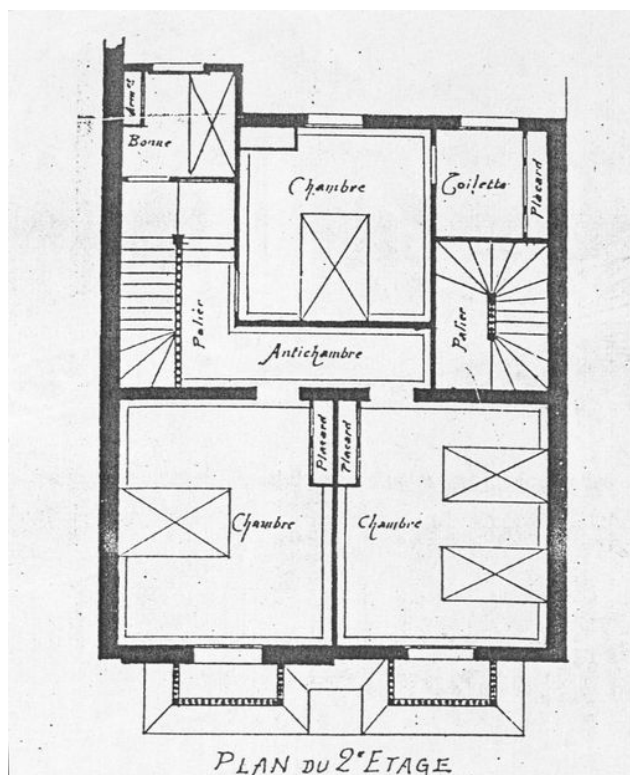 Bonne
Chambre
Toilette
Placard
Palier
Antichambre
Palier
Placard
Placard
Chambre
Chambre
PLAN DU 2ᵉ ETAGE